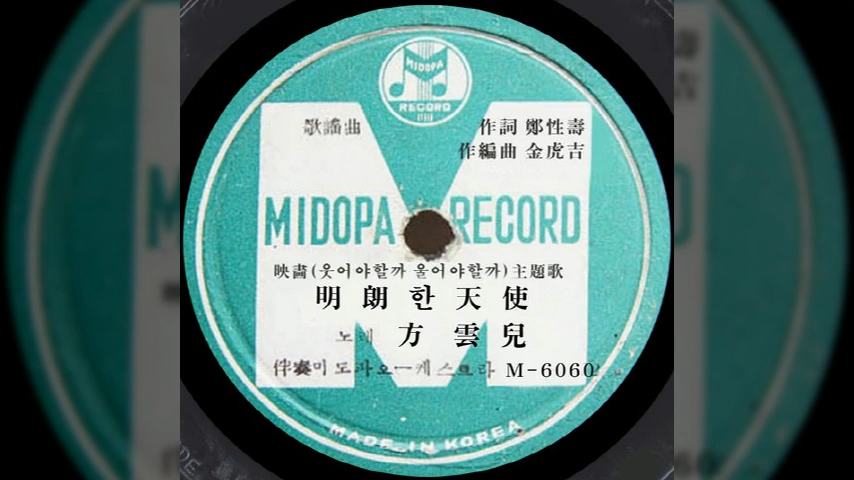 MIDOPA
RECORD
歌謠曲 作詞 鄭性壽
作編曲 金虎吉
MIDOPA RECORD
映畵(웃어야할까 울어야할까)主題歌
明朗한 天使
노래 方雲兒
伴奏미도파오-케스트라 M-6060
MADE IN KOREA